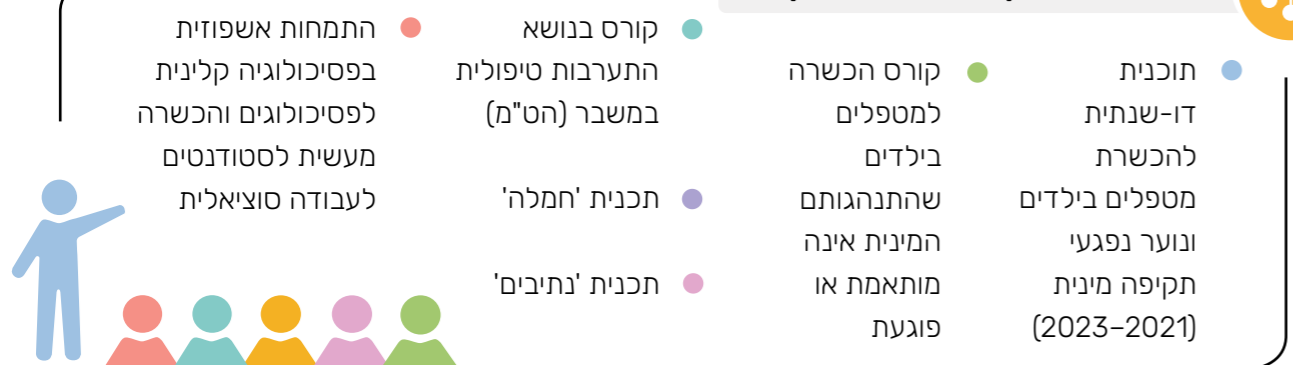 תוכנית
דו-שנתית
להכשרת
מטפלים בילדים
ונוער נפגעי
תקיפה מינית
(2023–2021)
קורס הכשרה
למטפלים
בילדים
שהתנהגותם
המינית אינה
מותאמת או
פוגעת
קורס בנושא
התערבות טיפולית
במשבר (הט"מ)
תכנית 'חמלה'
תכנית 'נתיבים'
התמחות אשפוזית
בפסיכולוגיה קלינית
לפסיכולוגים והכשרה
מעשית לסטודנטים
לעבודה סוציאלית